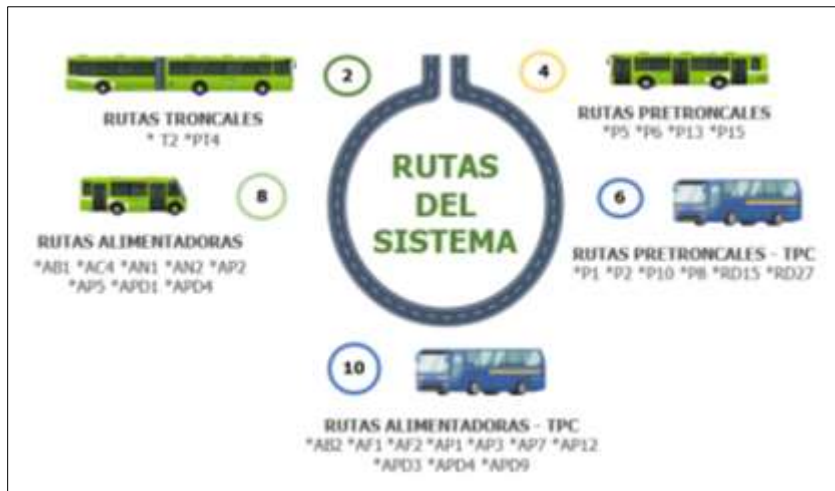 2
4
RUTAS TRONCALES
* T2 *PT4
RUTAS PRETRONCALES
*P5 *P6 *P13 *P15
RUTAS
DEL
SISTEMA
8
6
RUTAS ALIMENTADORAS
*AB1 *AC4 *AN1 *AN2 *AP2
*AP5 *APD1 *APD4
RUTAS PRETRONCALES - TPC
*P1 *P2 *P10 *P8 *RD15 *RD27
10
RUTAS ALIMENTADORAS - TPC
*AB2 *AF1 *AF2 *AP1 *AP3 *AP7 *AP12
*APD3 *APD4 *APD9